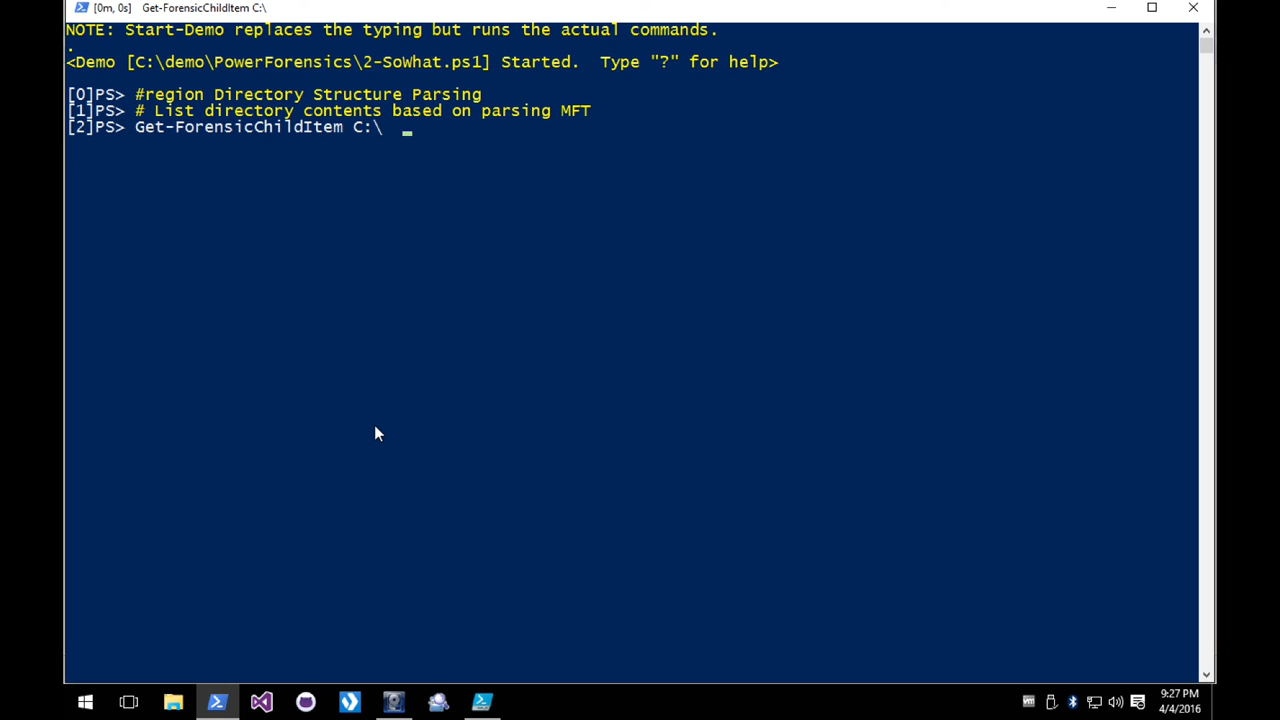 [0m, 0s]   Get-ForensicChildItem C:\
NOTE: Start-Demo replaces the typing but runs the actual commands.
.
<Demo [C:\demo\PowerForensics\2-SoWhat.ps1] Started.  Type "?" for help>
[0]PS> #region Directory Structure Parsing
[1]PS> # List directory contents based on parsing MFT
[2]PS> Get-ForensicChildItem C:\  _
vm
9:27 PM
4/4/2016